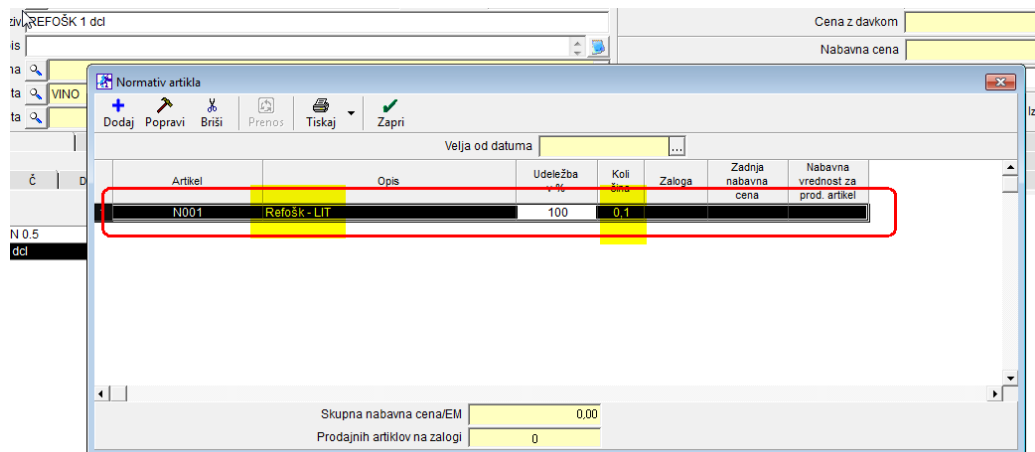 ziv REFOŠK 1 dcl
Cena z davkom
is
Nabavna cena
na
Normativ artikla
ta VINO
Dodaj Popravi Briši Prenos Tiskaj Zapri
ta
Velja od datuma ...
Č D
Artikel Opis Udeležba v % Koli čina Zaloga Zadnja nabavna cena Nabavna vrednost za prod. artikel
N001 Refošk - LIT 100 0,1
N 0.5
dcl
Skupna nabavna cena/EM 0,00
Prodajnih artiklov na zalogi 0